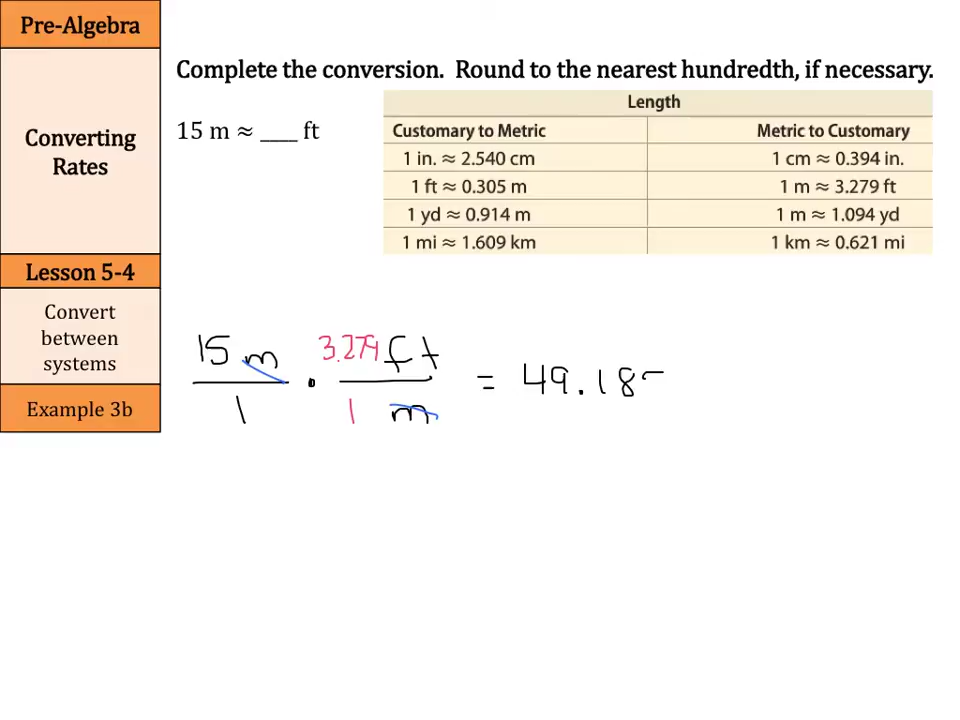 Pre-Algebra
Converting
Rates
Lesson 5-4
Convert
between
systems
Example 3b
Complete the conversion. Round to the nearest hundredth, if necessary.
15 m ≈ ____ ft
Length
Customary to Metric Metric to Customary
1 in. ≈ 2.540 cm 1 cm ≈ 0.394 in.
1 ft ≈ 0.305 m 1 m ≈ 3.279 ft
1 yd ≈ 0.914 m 1 m ≈ 1.094 yd
1 mi ≈ 1.609 km 1 km ≈ 0.621 mi
15 m 3.279 ft
· = 49.18
1 1 m